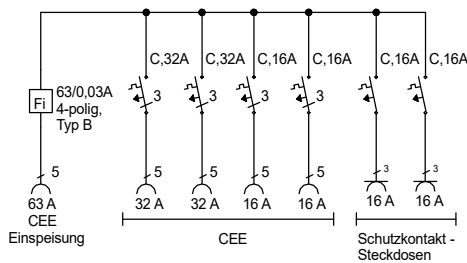 C,32A C,32A C,16A C,16A C,16A C,16A
Fi
63/0,03A
4-polig,
Typ B
3 3 3 3
5 5 5 5 5 3 3
63 A 32 A 32 A 16 A 16 A 16 A 16 A
CEE
Einspeisung
CEE
Schutzkontakt -
Steckdosen